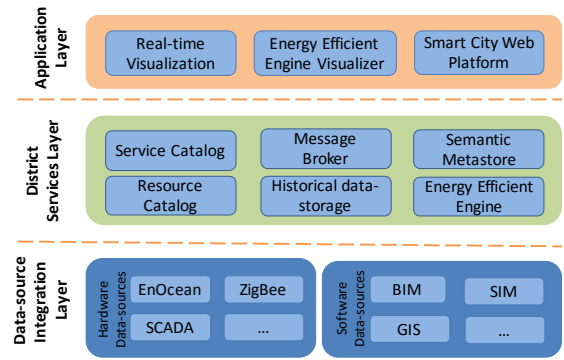 Application
Layer
Real-time
Visualization
Energy Efficient
Engine Visualizer
Smart City Web
Platform
District
Services Layer
Service Catalog
Message
Broker
Semantic
Metastore
Resource
Catalog
Historical data-
storage
Energy Efficient
Engine
Data-source
Integration
Layer
Hardware
Data-sources
EnOcean
ZigBee
SCADA
...
Software
Data-sources
BIM
SIM
GIS
...